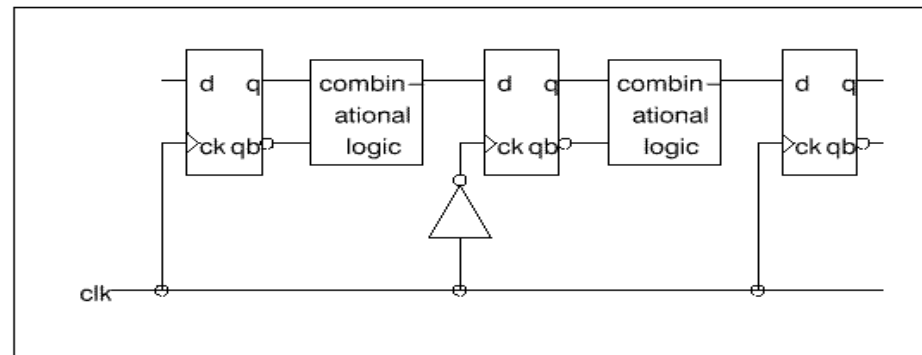 d q combin d q combin d q
ational ational
ck qb logic ck qb logic ck qb
clk